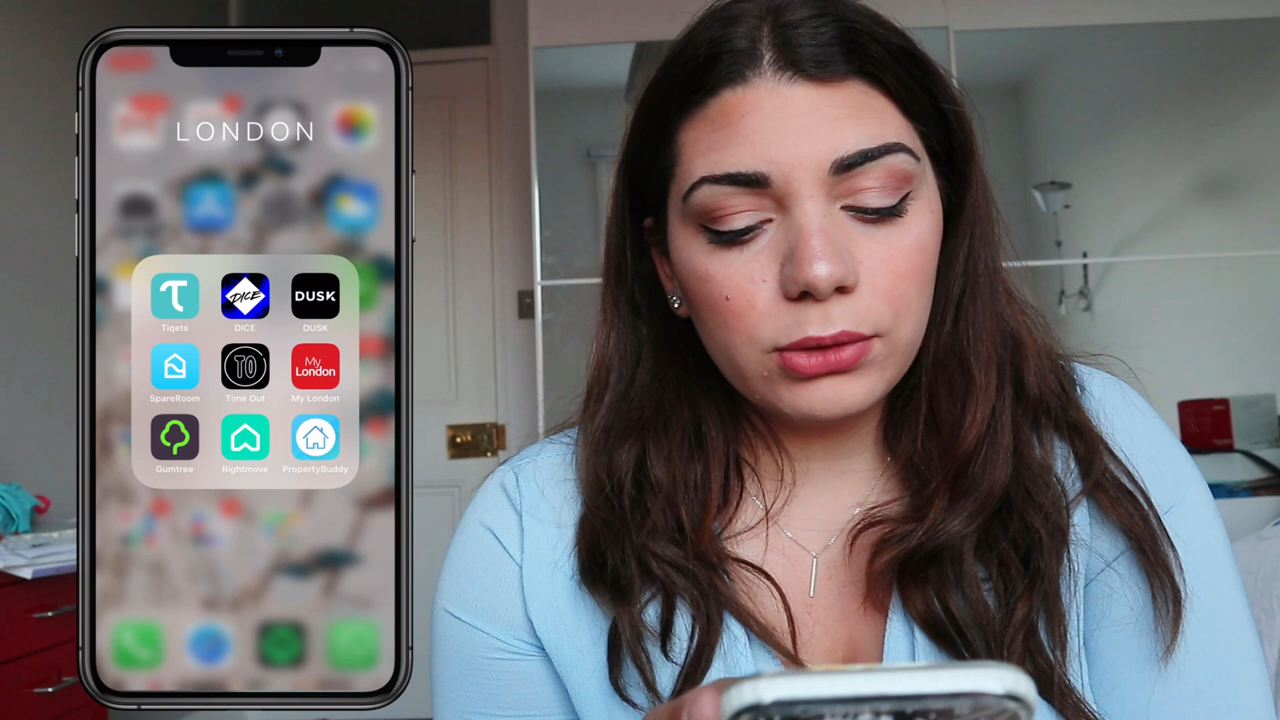 LONDON
DICE
DUSK
Tiqets
DICE
DUSK
TO
My
London
SpareRoom
Time Out
My London
Gumtree
Rightmove
PropertyBuddy